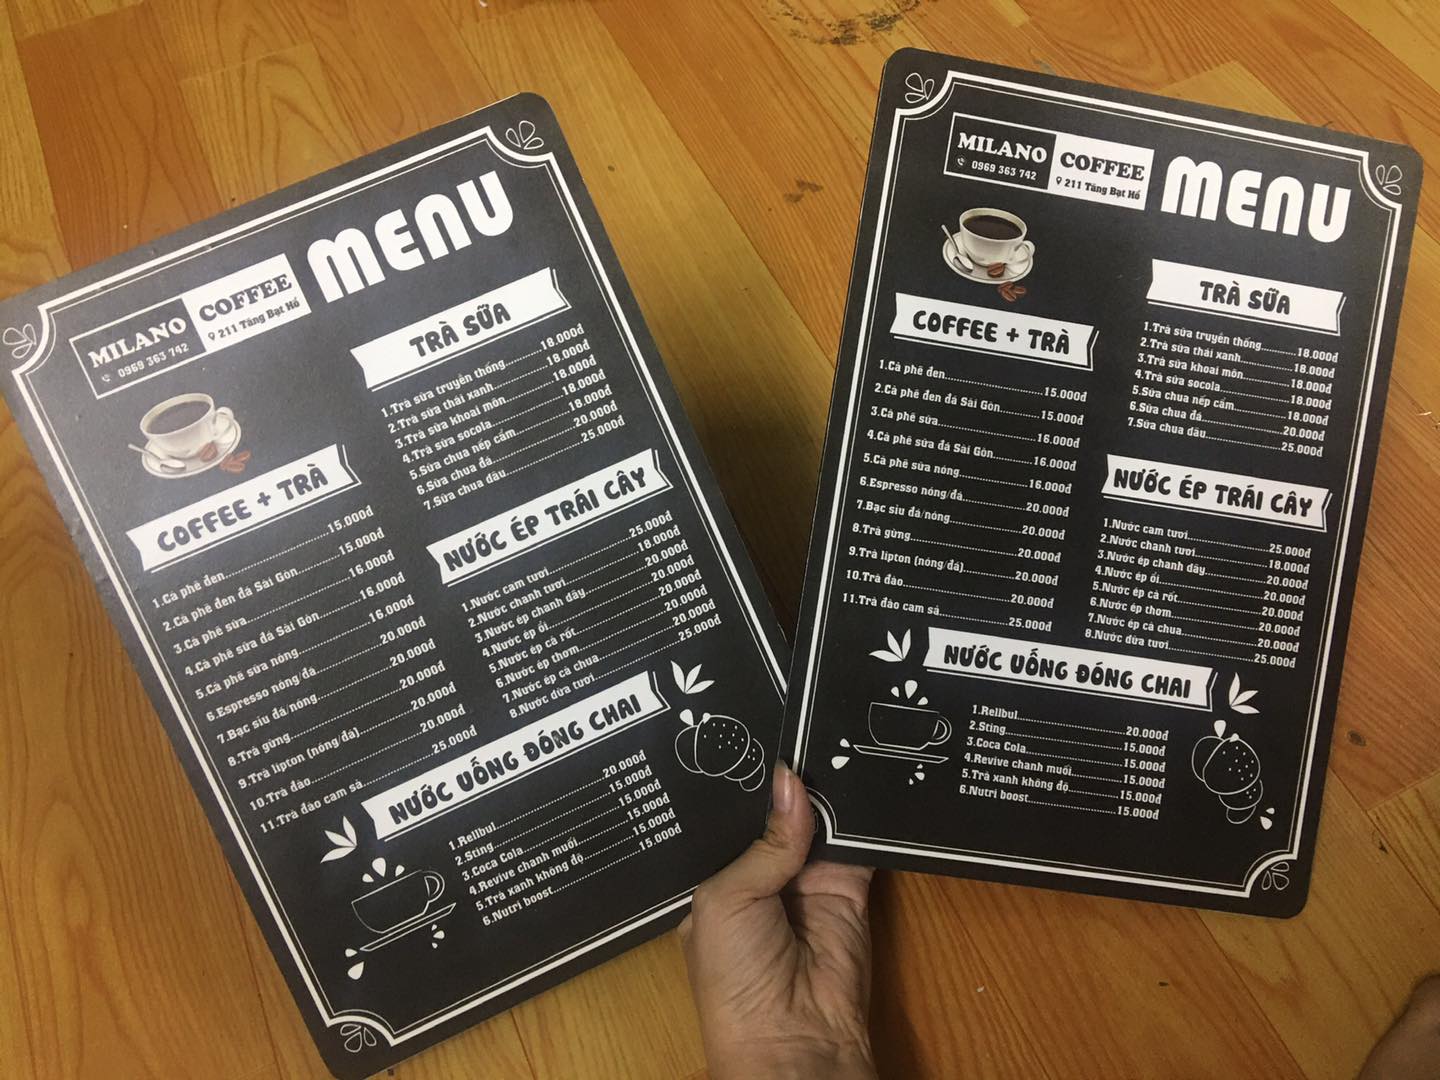 MILANO COFFEE
0969 363 742
211 Tăng Bạt Hổ
MENU
COFFEE + TRÀ
1.Cà phê đen..........15.000đ
2.Cà phê đen đá Sài Gòn..........15.000đ
3.Cà phê sữa..........16.000đ
4.Cà phê sữa đá Sài Gòn..........16.000đ
5.Cà phê sữa nóng..........16.000đ
6.Espresso nóng/đá..........20.000đ
7.Bạc siu đá/nóng..........20.000đ
8.Trà gừng..........20.000đ
9.Trà lipton (nóng/đá)..........20.000đ
10.Trà đào..........20.000đ
11.Trà đào cam sả..........25.000đ
TRÀ SỮA
1.Trà sữa truyền thống..........18.000đ
2.Trà sữa thái xanh..........18.000đ
3.Trà sữa khoai môn..........18.000đ
4.Trà sữa socola..........18.000đ
5.Sữa chua nếp cẩm..........18.000đ
6.Sữa chua đá..........20.000đ
7.Sữa chua dâu..........25.000đ
NƯỚC ÉP TRÁI CÂY
1.Nước cam tươi..........25.000đ
2.Nước chanh tươi..........18.000đ
3.Nước ép chanh dây..........20.000đ
4.Nước ép ổi..........20.000đ
5.Nước ép cà rốt..........20.000đ
6.Nước ép thơm..........20.000đ
7.Nước ép cà chua..........20.000đ
8.Nước dừa tươi..........25.000đ
NƯỚC UỐNG ĐÓNG CHAI
1.Rellbul..........20.000đ
2.Sting..........15.000đ
3.Coca Cola..........15.000đ
4.Revive chanh muối..........15.000đ
5.Trà xanh không độ..........15.000đ
6.Nutri boost..........15.000đ
MILANO COFFEE
0969 363 742
211 Tăng Bạt Hổ
MENU
COFFEE + TRÀ
1.Cà phê đen..........15.000đ
2.Cà phê đen đá Sài Gòn..........15.000đ
3.Cà phê sữa..........16.000đ
4.Cà phê sữa đá Sài Gòn..........16.000đ
5.Cà phê sữa nóng..........16.000đ
6.Espresso nóng/đá..........20.000đ
7.Bạc siu đá/nóng..........20.000đ
8.Trà gừng..........20.000đ
9.Trà lipton (nóng/đá)..........20.000đ
10.Trà đào..........20.000đ
11.Trà đào cam sả..........25.000đ
TRÀ SỮA
1.Trà sữa truyền thống..........18.000đ
2.Trà sữa thái xanh..........18.000đ
3.Trà sữa khoai môn..........18.000đ
4.Trà sữa socola..........18.000đ
5.Sữa chua nếp cẩm..........18.000đ
6.Sữa chua đá..........20.000đ
7.Sữa chua dâu..........25.000đ
NƯỚC ÉP TRÁI CÂY
1.Nước cam tươi..........25.000đ
2.Nước chanh tươi..........18.000đ
3.Nước ép chanh dây..........20.000đ
4.Nước ép ổi..........20.000đ
5.Nước ép cà rốt..........20.000đ
6.Nước ép thơm..........20.000đ
7.Nước ép cà chua..........20.000đ
8.Nước dừa tươi..........25.000đ
NƯỚC UỐNG ĐÓNG CHAI
1.Rellbul..........20.000đ
2.Sting..........15.000đ
3.Coca Cola..........15.000đ
4.Revive chanh muối..........15.000đ
5.Trà xanh không độ..........15.000đ
6.Nutri boost..........15.000đ